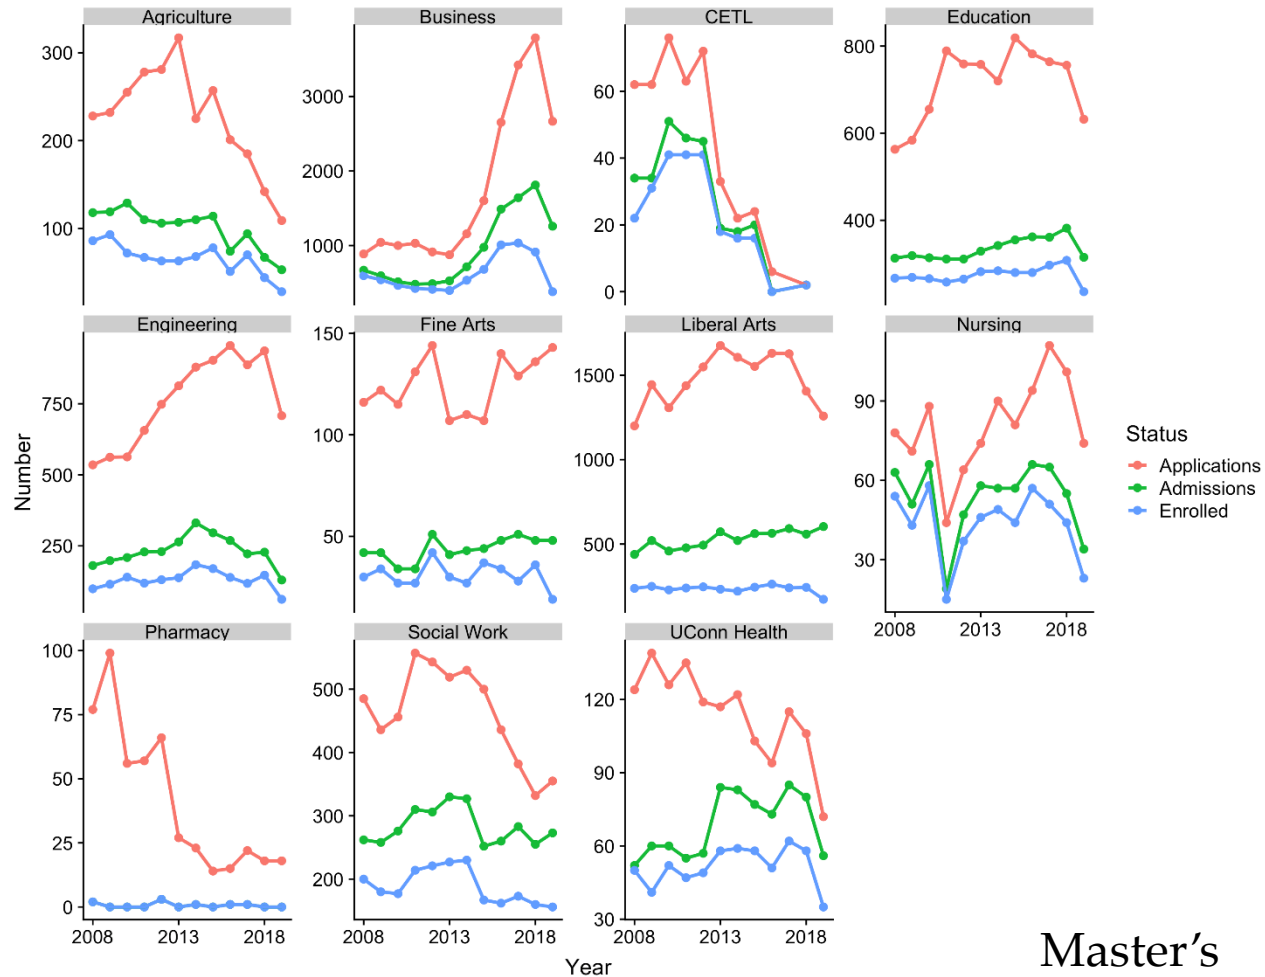 Agriculture
Business
CETL
Education
300
200
100
3000
2000
1000
60
40
20
0
800
600
400
Engineering
Fine Arts
Liberal Arts
Nursing
750
500
250
150
100
50
1500
1000
500
90
60
30
2008
2013
2018
Pharmacy
Social Work
UConn Health
100
75
50
25
0
500
400
300
200
120
90
60
30
2008
2013
2018
2008
2013
2018
2008
2013
2018
Number
Year
Status
Applications
Admissions
Enrolled
Master’s